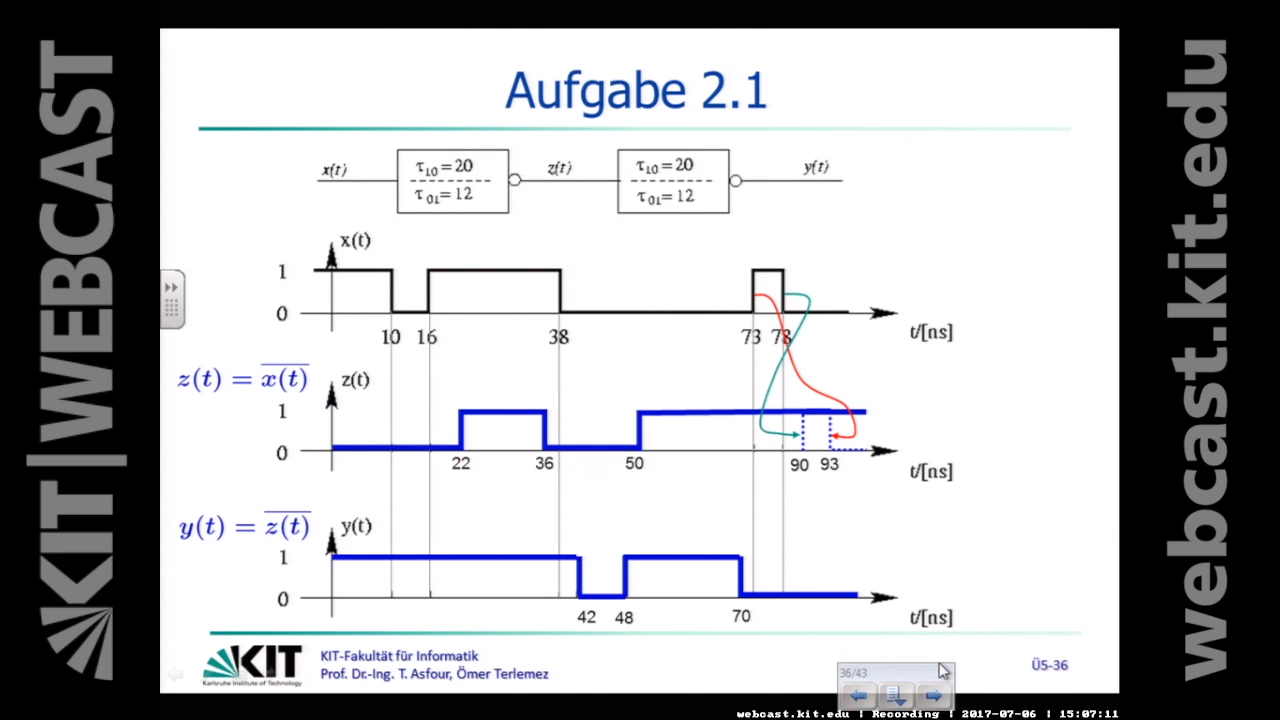 Aufgabe 2.1
x(t) τ10 = 20 z(t) τ10 = 20 y(t)
τ01 = 12 τ01 = 12
x(t)
1
0
10 16 38 73 78 t/[ns]
z(t) = x(t) z(t)
1
0
22 36 50 90 93 t/[ns]
y(t) = z(t) y(t)
1
0
42 48 70 t/[ns]
KIT
Karlsruhe Institute of Technology
KIT-Fakultät für Informatik
Prof. Dr.-Ing. T. Asfour, Ömer Terlemez
36/43
Ü5-36
KIT | WEBCAST
webcast.kit.edu
webcast.kit.edu | Recording | 2017-07-06 | 15:07:11